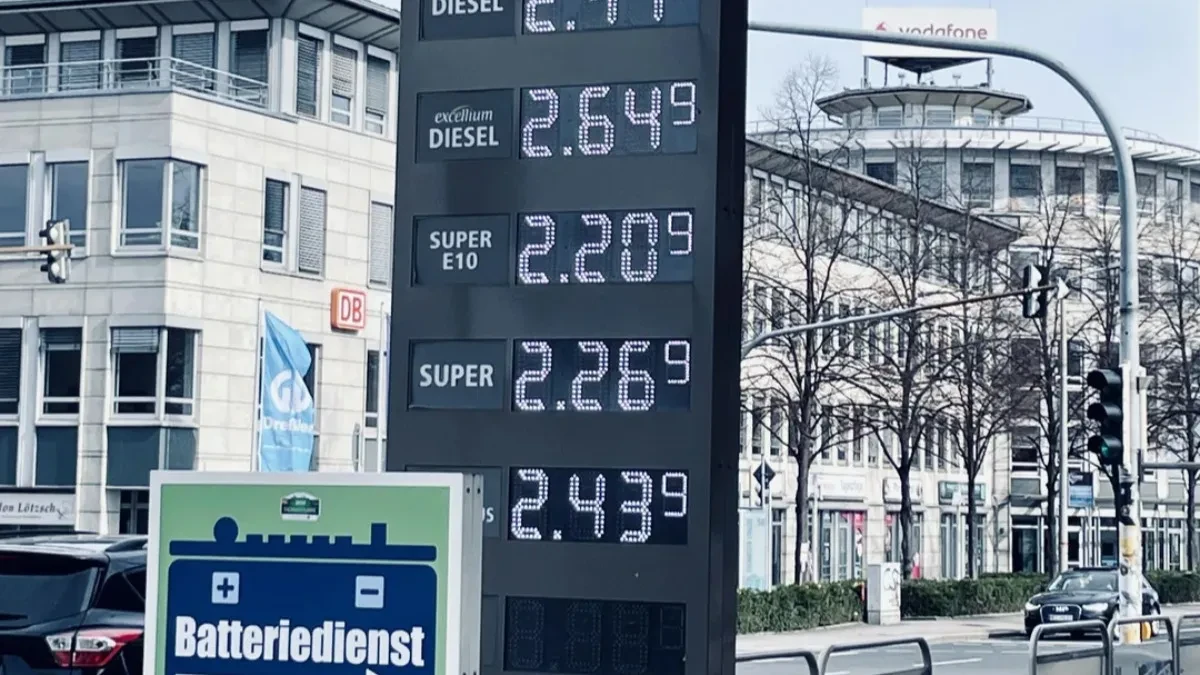 DIESEL
vodafone
excellium
DIESEL
2.64⁹
SUPER
E10
2.20⁹
DB
SUPER
2.26⁹
2.43⁹
+
−
Batteriedienst